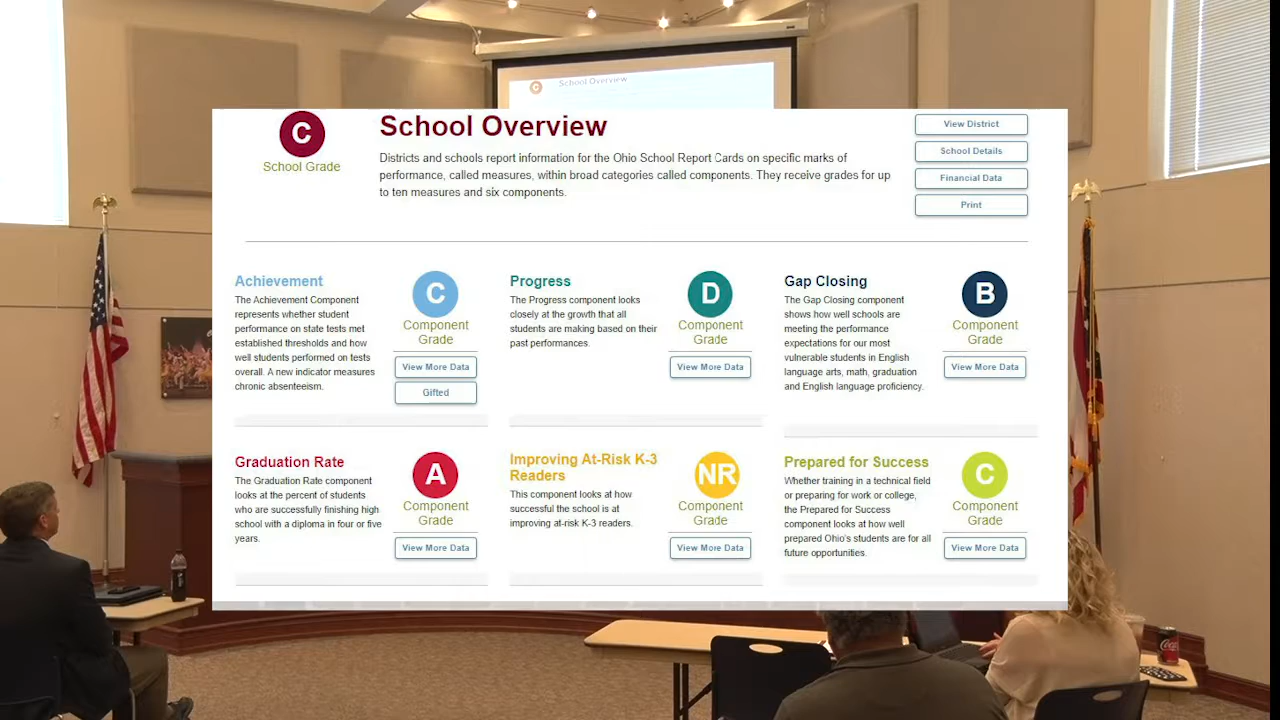 School Overview
C
School Grade
School Overview
Districts and schools report information for the Ohio School Report Cards on specific marks of
performance, called measures, within broad categories called components. They receive grades for up
to ten measures and six components.
View District
School Details
Financial Data
Print
Achievement
The Achievement Component
represents whether student
performance on state tests met
established thresholds and how
well students performed on tests
overall. A new indicator measures
chronic absenteeism.
C
Component
Grade
View More Data
Gifted
Progress
The Progress component looks
closely at the growth that all
students are making based on their
past performances.
D
Component
Grade
View More Data
Gap Closing
The Gap Closing component
shows how well schools are
meeting the performance
expectations for our most
vulnerable students in English
language arts, math, graduation
and English language proficiency.
B
Component
Grade
View More Data
Graduation Rate
The Graduation Rate component
looks at the percent of students
who are successfully finishing high
school with a diploma in four or five
years.
A
Component
Grade
View More Data
Improving At-Risk K-3
Readers
This component looks at how
successful the school is at
improving at-risk K-3 readers.
NR
Component
Grade
View More Data
Prepared for Success
Whether training in a technical field
or preparing for work or college,
the Prepared for Success
component looks at how well
prepared Ohio's students are for all
future opportunities.
C
Component
Grade
View More Data